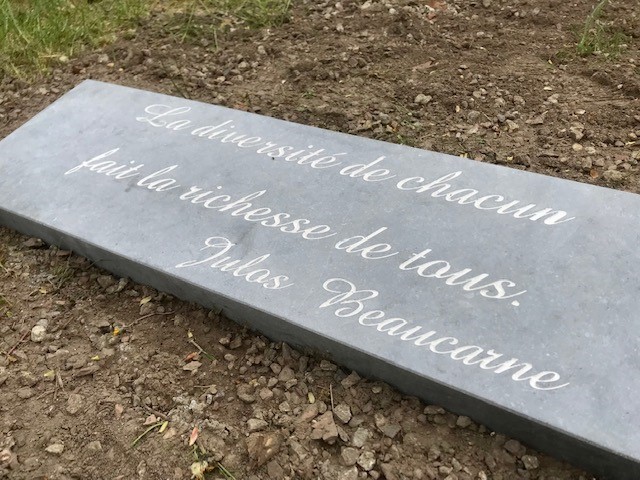 La diversité de chacun
fait la richesse de tous.
Julos Beaucarne